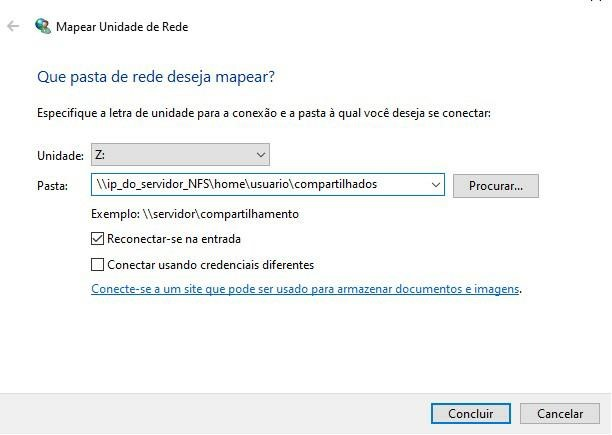 Mapear Unidade de Rede
Que pasta de rede deseja mapear?
Especifique a letra de unidade para a conexão e a pasta à qual você deseja se conectar:
Unidade: Z:
Pasta: \\ip_do_servidor_NFS\home\usuario\compartilhados Procurar...
Exemplo: \\servidor\compartilhamento
Reconectar-se na entrada
Conectar usando credenciais diferentes
Conecte-se a um site que pode ser usado para armazenar documentos e imagens.
Concluir Cancelar